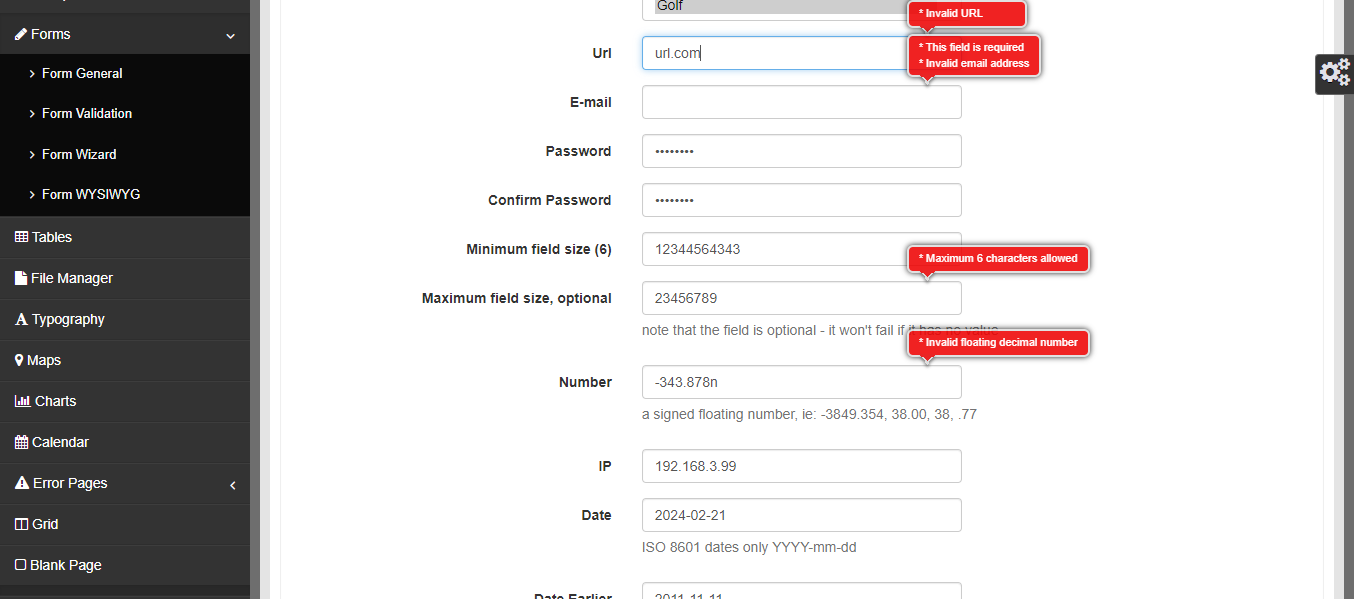 Forms
Form General
Form Validation
Form Wizard
Form WYSIWYG
Tables
File Manager
Typography
Maps
Charts
Calendar
Error Pages
Grid
Blank Page
Golf
* Invalid URL
Url
url.com
* This field is required
* Invalid email address
E-mail
Password
••••••••
Confirm Password
••••••••
Minimum field size (6)
12344564343
* Maximum 6 characters allowed
Maximum field size, optional
23456789
note that the field is optional - it won't fail if it has no value
* Invalid floating decimal number
Number
-343.878n
a signed floating number, ie: -3849.354, 38.00, 38, .77
IP
192.168.3.99
Date
2024-02-21
ISO 8601 dates only YYYY-mm-dd
Date Earlier
2011-11-11